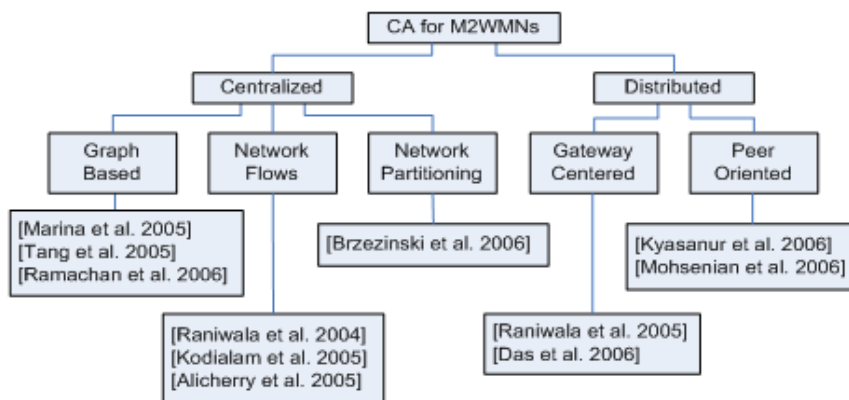 CA for M2WMNs
Centralized
Distributed
Graph
Based
Network
Flows
Network
Partitioning
Gateway
Centered
Peer
Oriented
[Marina et al. 2005]
[Tang et al. 2005]
[Ramachan et al. 2006]
[Brzezinski et al. 2006]
[Kyasanur et al. 2006]
[Mohsenian et al. 2006]
[Raniwala et al. 2004]
[Kodialam et al. 2005]
[Alicherry et al. 2005]
[Raniwala et al. 2005]
[Das et al. 2006]